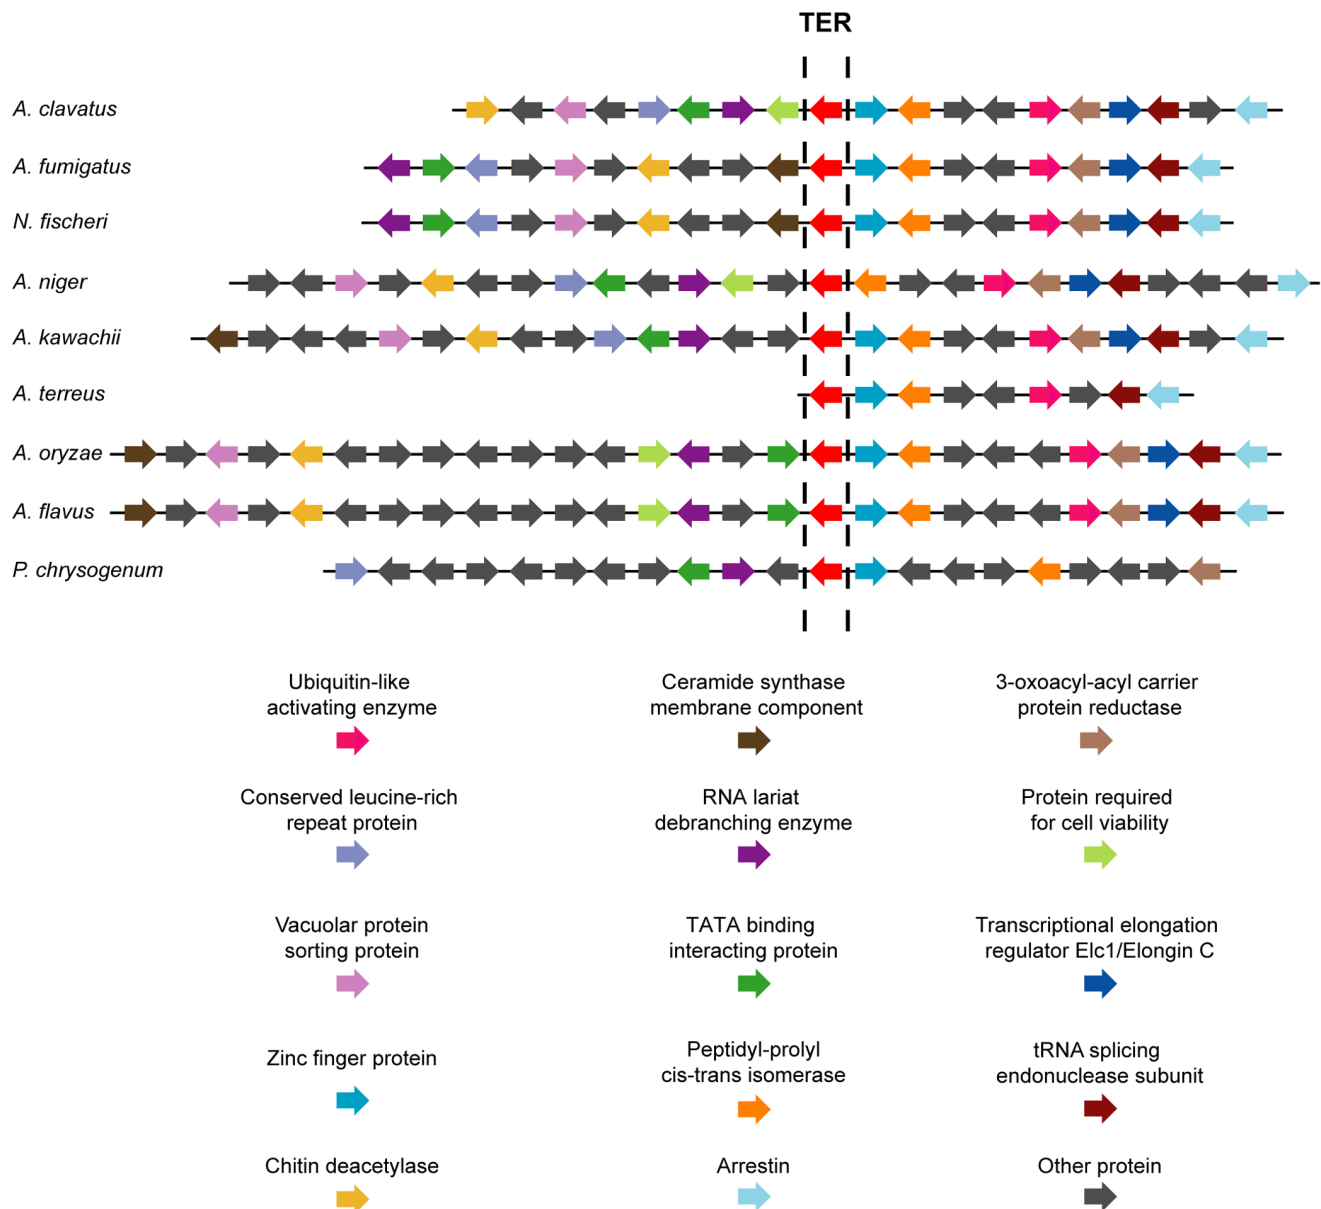 TER
A. clavatus
A. fumigatus
N. fischeri
A. niger
A. kawachii
A. terreus
A. oryzae
A. flavus
P. chrysogenum
Ubiquitin-like
activating enzyme
Ceramide synthase
membrane component
3-oxoacyl-acyl carrier
protein reductase
Conserved leucine-rich
repeat protein
RNA lariat
debranching enzyme
Protein required
for cell viability
Vacuolar protein
sorting protein
TATA binding
interacting protein
Transcriptional elongation
regulator Elc1/Elongin C
Zinc finger protein
Peptidyl-prolyl
cis-trans isomerase
tRNA splicing
endonuclease subunit
Chitin deacetylase
Arrestin
Other protein